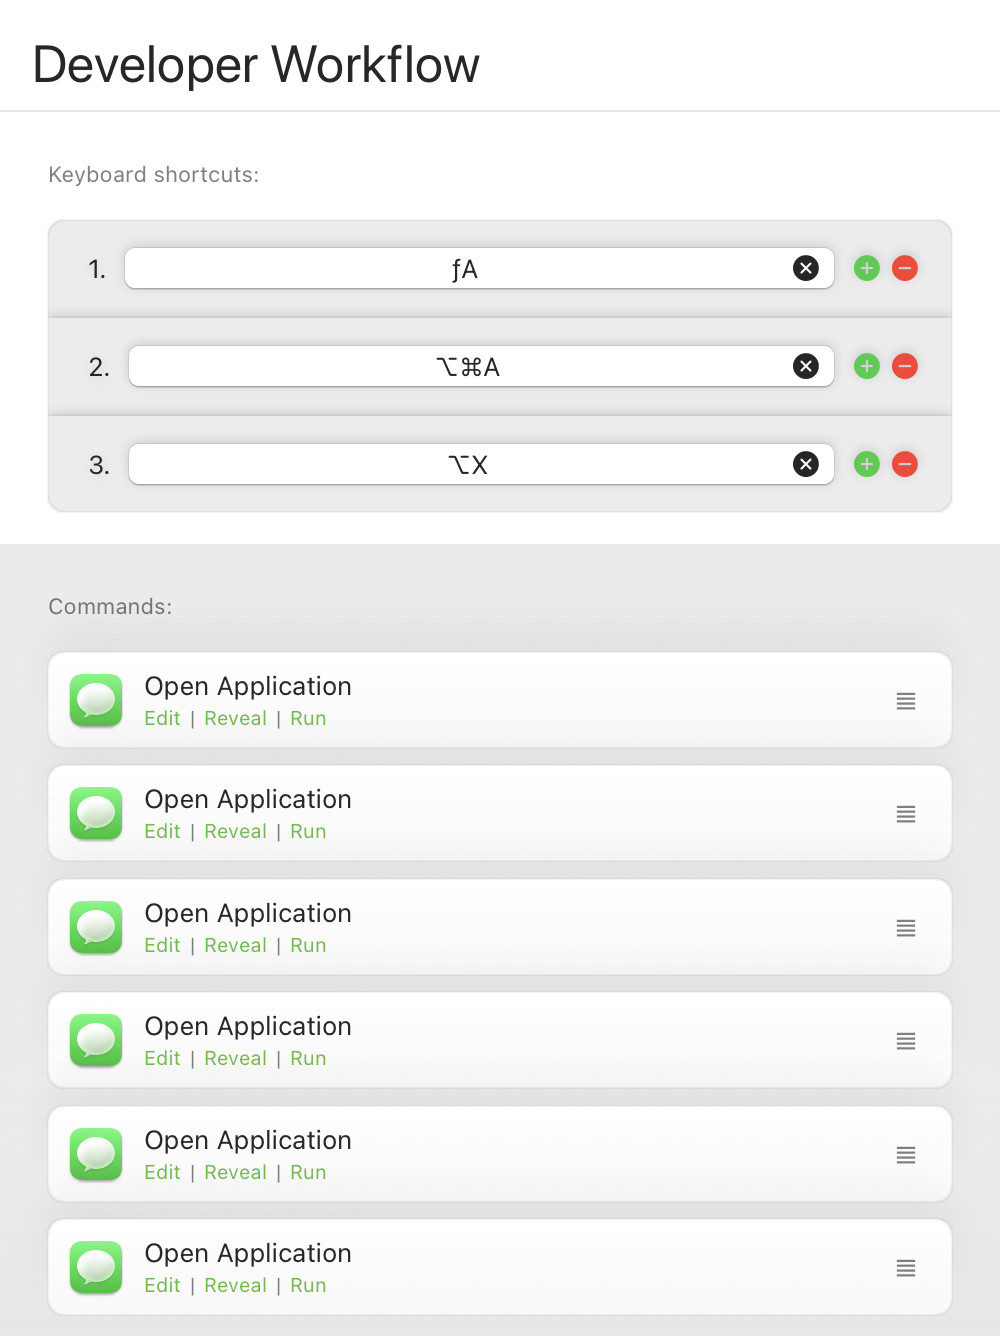 Developer Workflow
Keyboard shortcuts:
1. ƒA
2. ⌥⌘A
3. ⌥X
Commands:
Open Application
Edit | Reveal | Run
Open Application
Edit | Reveal | Run
Open Application
Edit | Reveal | Run
Open Application
Edit | Reveal | Run
Open Application
Edit | Reveal | Run
Open Application
Edit | Reveal | Run